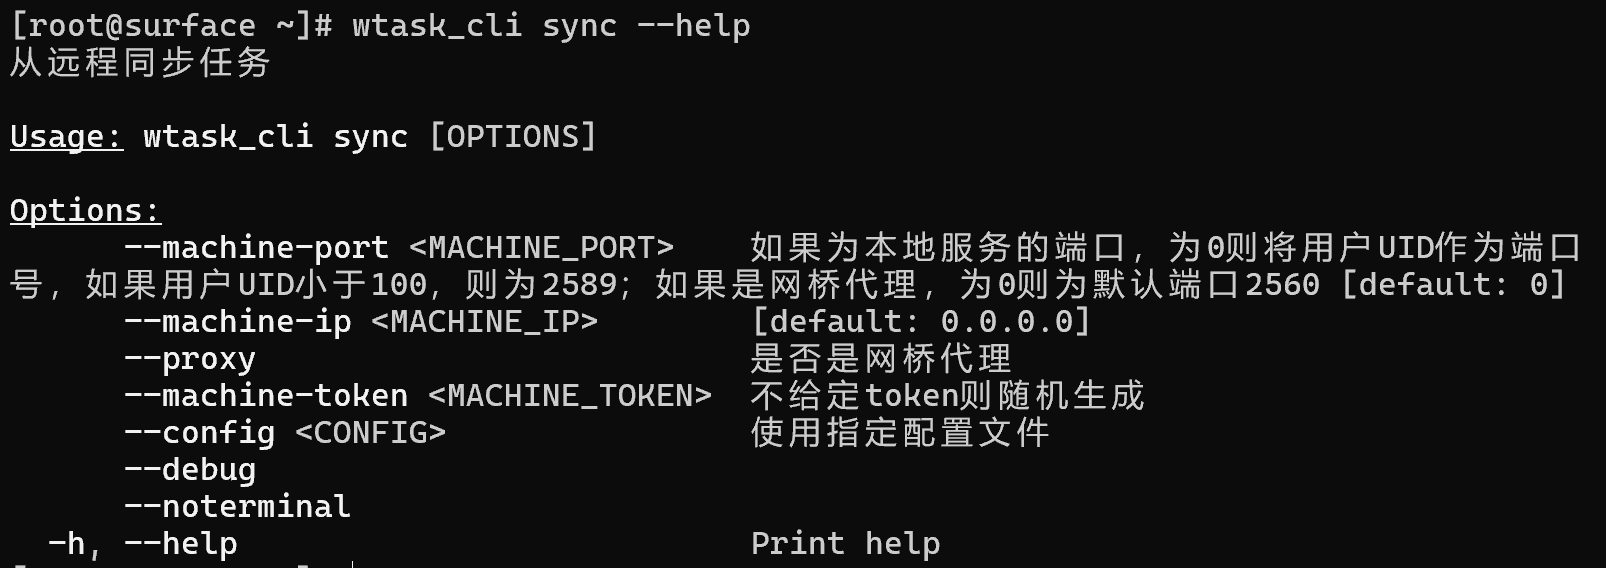 [root@surface ~]# wtask_cli sync --help
从远程同步任务
Usage: wtask_cli sync [OPTIONS]
Options:
--machine-port <MACHINE_PORT> 如果为本地服务的端口，为0则将用户UID作为端口
号，如果用户UID小于100，则为2589；如果是网桥代理，为0则为默认端口2560 [default: 0]
--machine-ip <MACHINE_IP> [default: 0.0.0.0]
--proxy 是否是网桥代理
--machine-token <MACHINE_TOKEN> 不给定token则随机生成
--config <CONFIG> 使用指定配置文件
--debug
--noterminal
-h, --help Print help